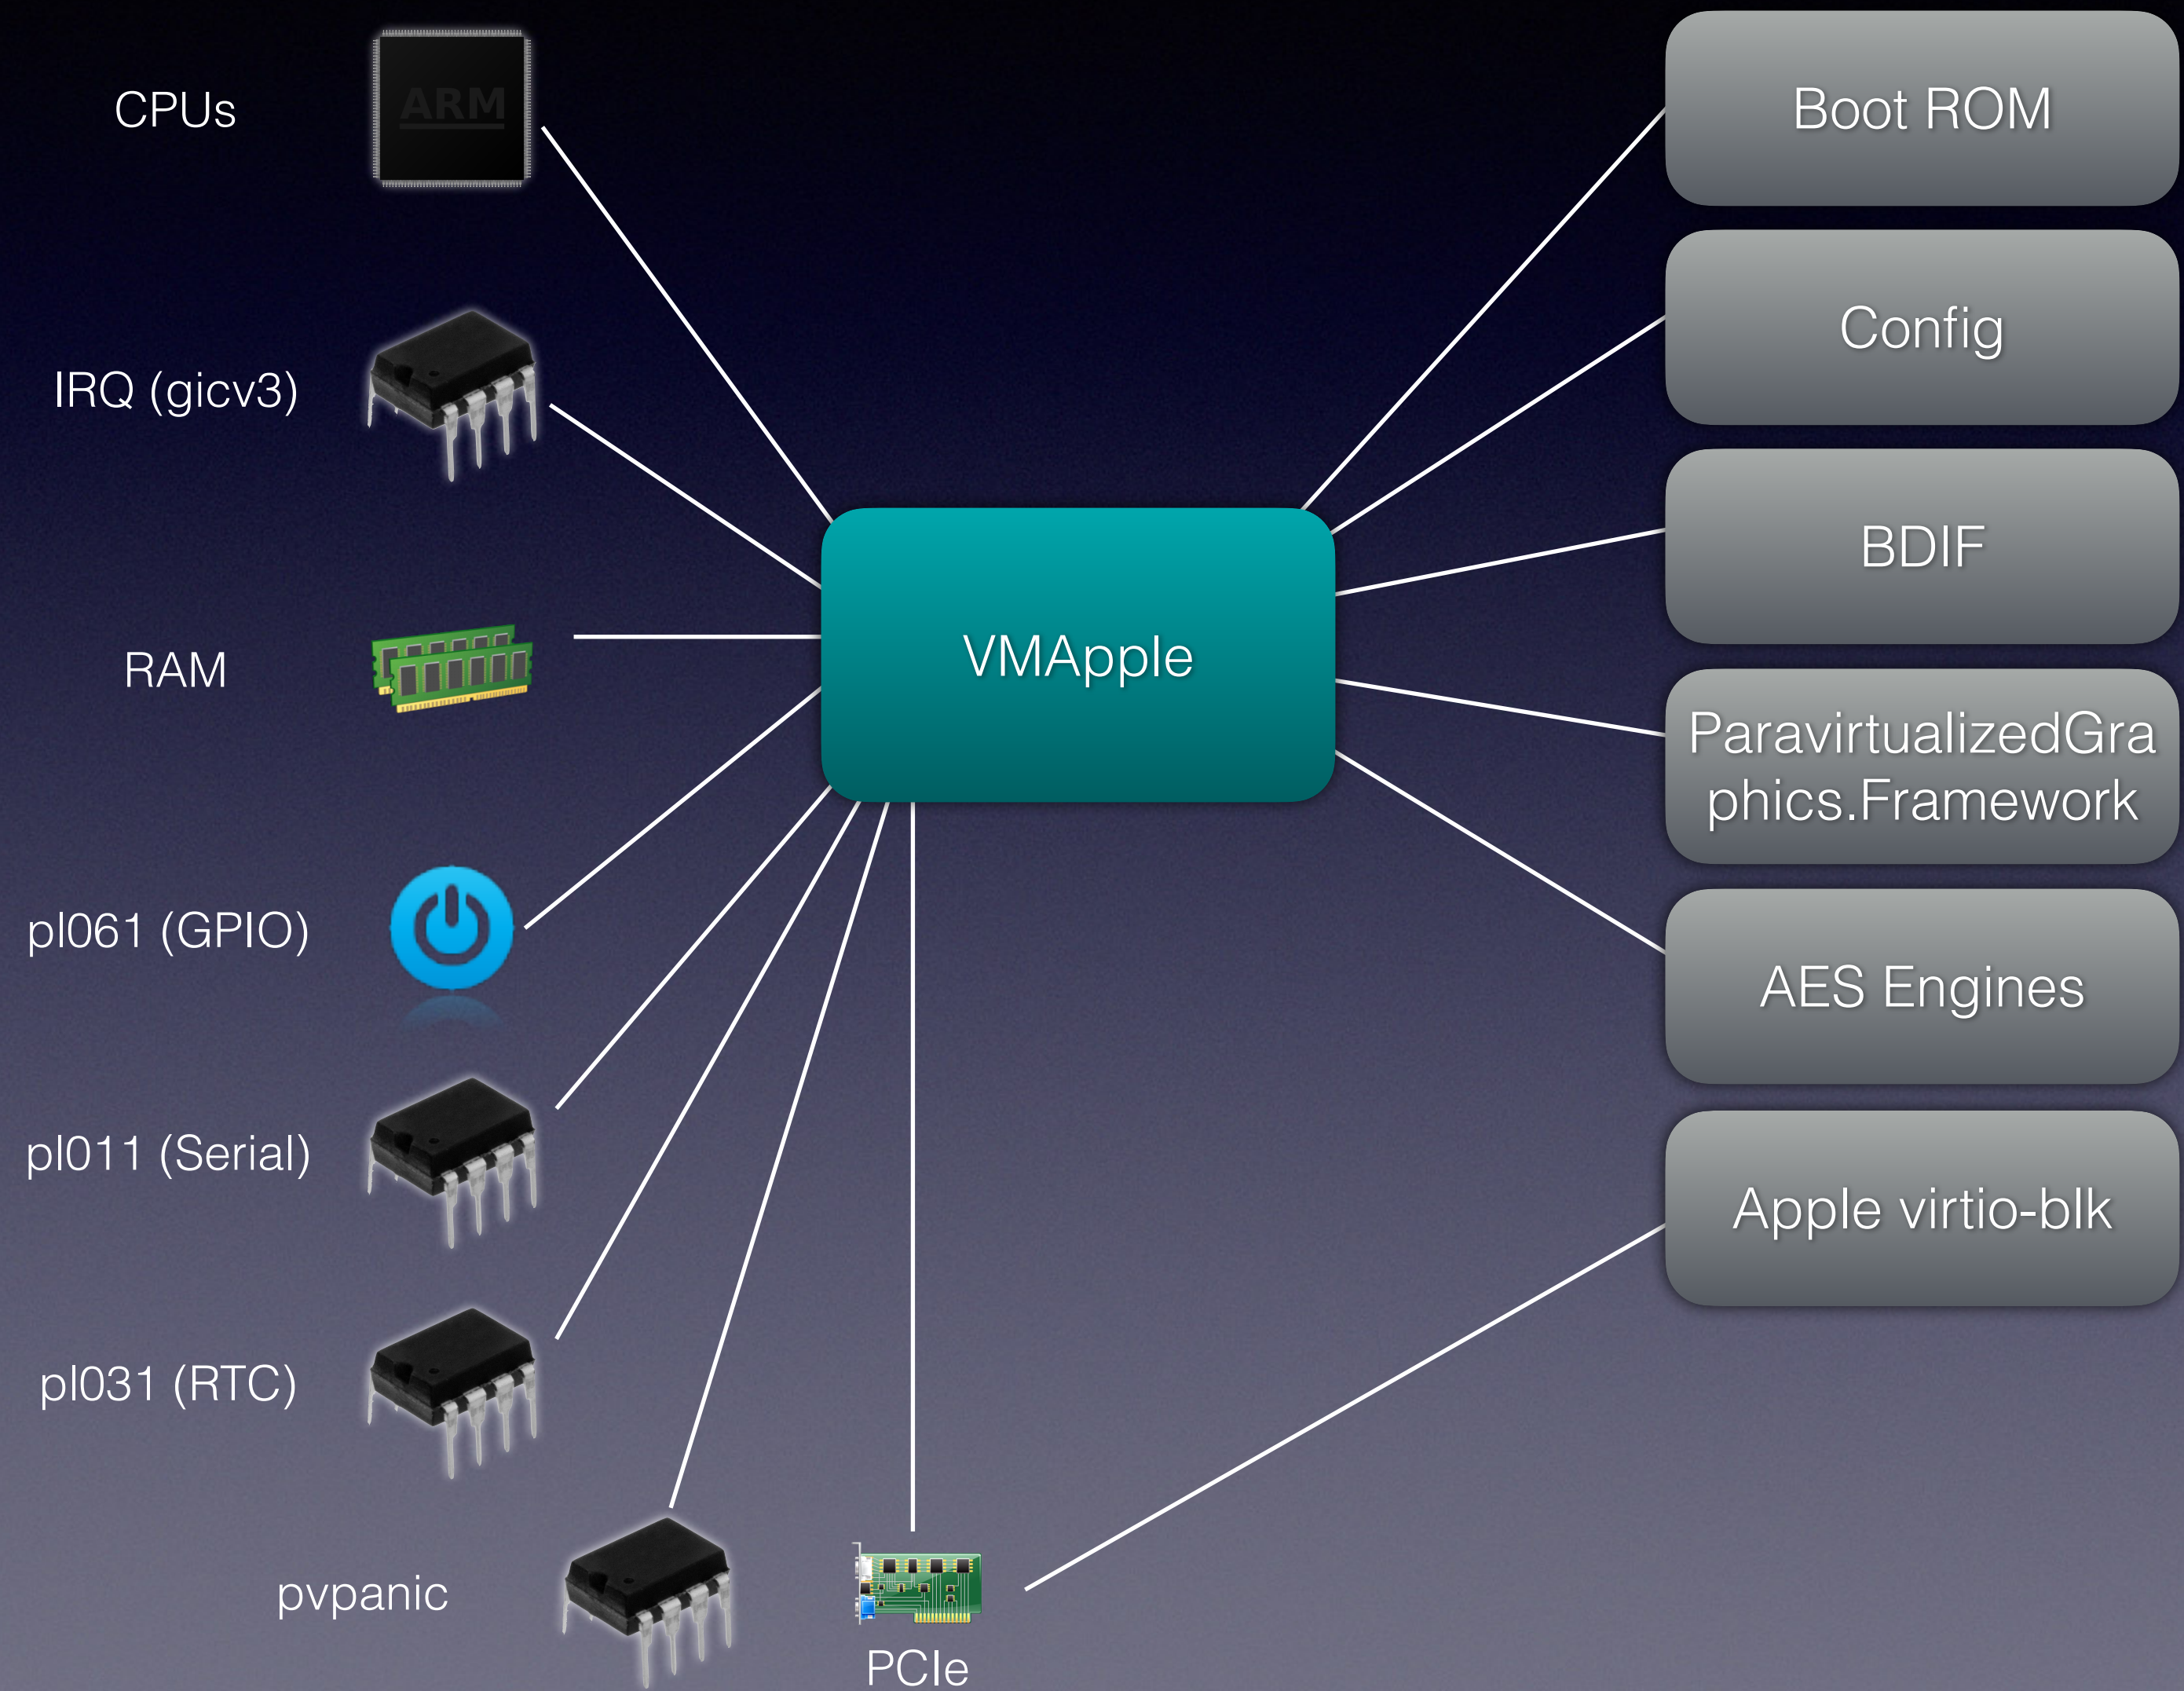 CPUs
ARM
IRQ (gicv3)
RAM
pl061 (GPIO)
pl011 (Serial)
pl031 (RTC)
pvpanic
PCIe
VMApple
Boot ROM
Config
BDIF
ParavirtualizedGra
phics.Framework
AES Engines
Apple virtio-blk